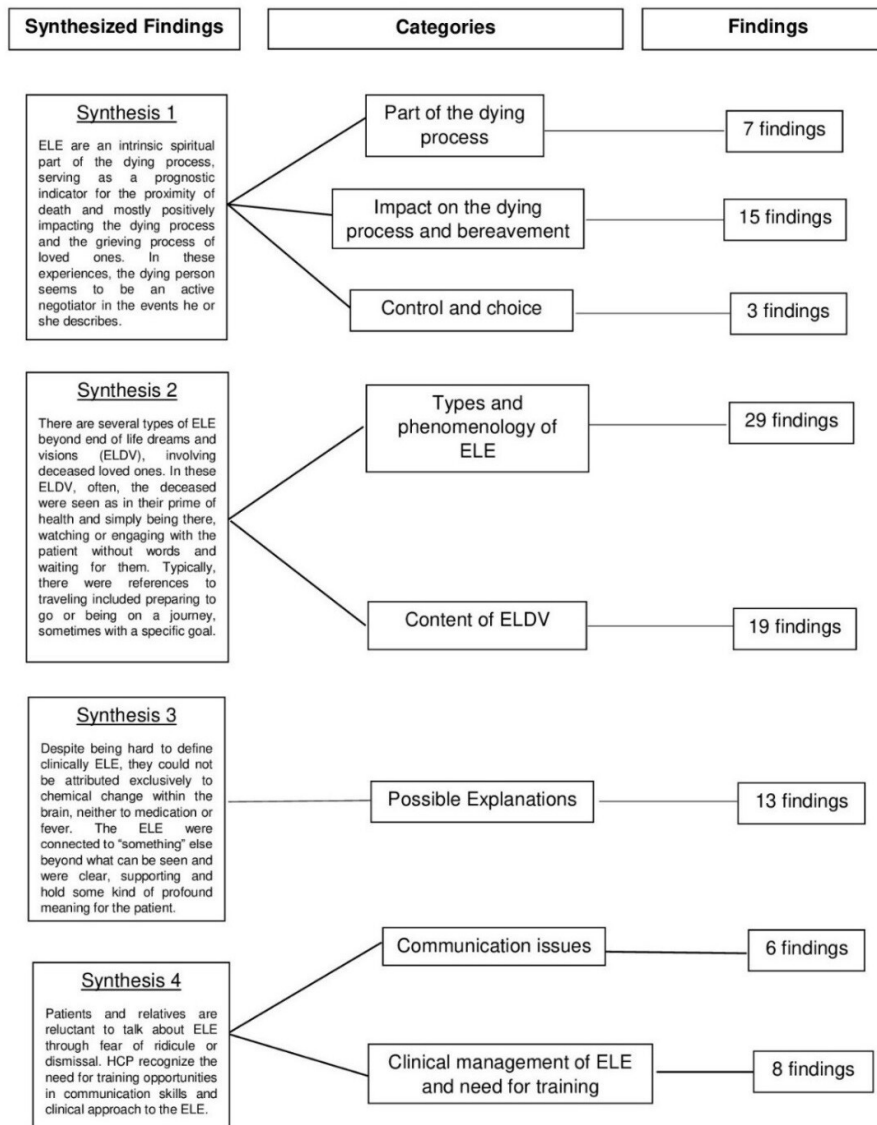 Synthesized Findings
Categories
Findings
Synthesis 1
ELE are an intrinsic spiritual
part of the dying process,
serving as a prognostic
indicator for the proximity of
death and mostly positively
impacting the dying process
and the grieving process of
loved ones. In these
experiences, the dying person
seems to be an active
negotiator in the events he or
she describes.
Part of the dying
process
7 findings
Impact on the dying
process and bereavement
15 findings
Control and choice
3 findings
Synthesis 2
There are several types of ELE
beyond end of life dreams and
visions (ELDV), involving
deceased loved ones. In these
ELDV, often, the deceased
were seen as in their prime of
health and simply being there,
watching or engaging with the
patient without words and
waiting for them. Typically,
there were references to
traveling included preparing to
go or being on a journey,
sometimes with a specific goal.
Types and
phenomenology of
ELE
29 findings
Content of ELDV
19 findings
Synthesis 3
Despite being hard to define
clinically ELE, they could not
be attributed exclusively to
chemical change within the
brain, neither to medication or
fever. The ELE were
connected to “something” else
beyond what can be seen and
were clear, supporting and
hold some kind of profound
meaning for the patient.
Possible Explanations
13 findings
Synthesis 4
Patients and relatives are
reluctant to talk about ELE
through fear of ridicule or
dismissal. HCP recognize the
need for training opportunities
in communication skills and
clinical approach to the ELE.
Communication issues
6 findings
Clinical management of ELE
and need for training
8 findings